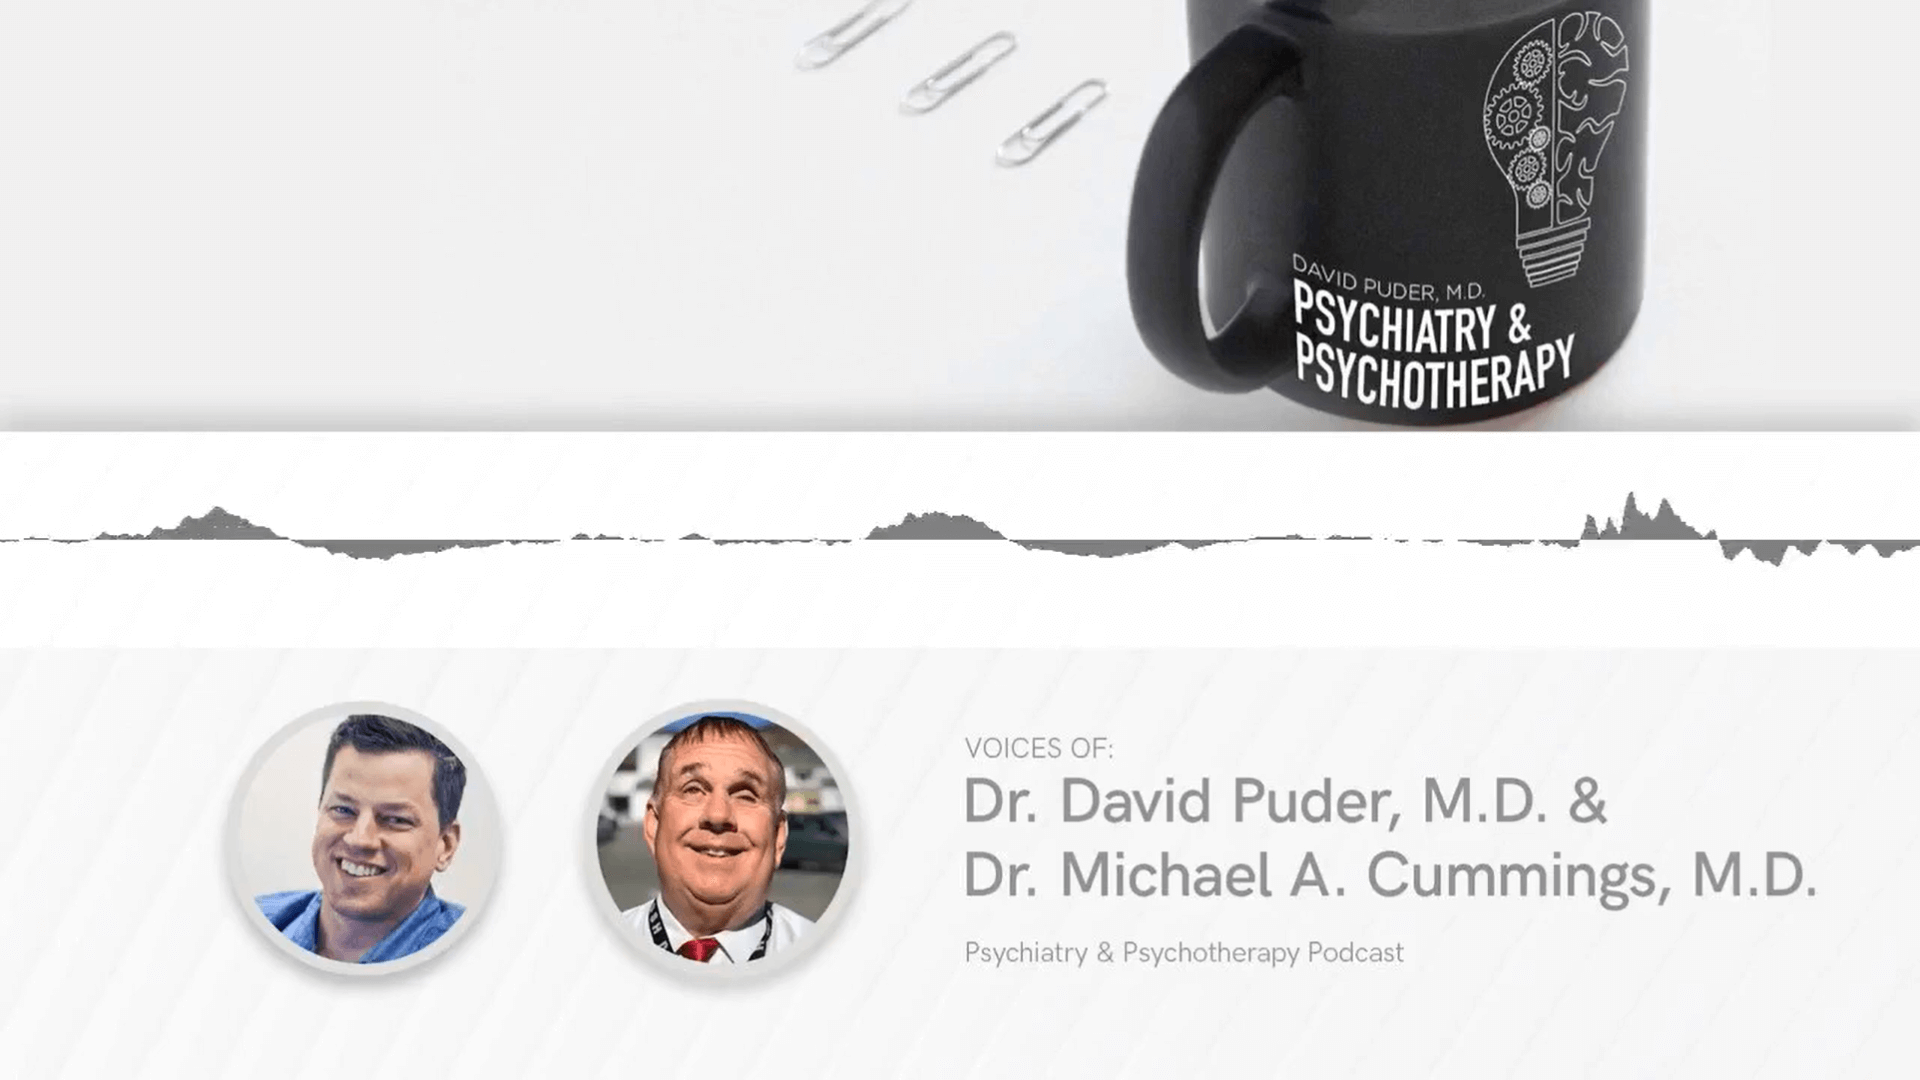 DAVID PUDER, M.D.
PSYCHIATRY &
PSYCHOTHERAPY
VOICES OF:
Dr. David Puder, M.D. &
Dr. Michael A. Cummings, M.D.
Psychiatry & Psychotherapy Podcast